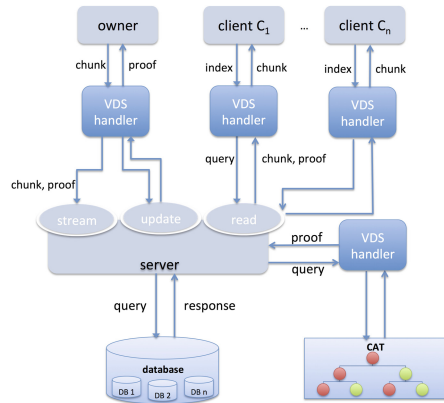 owner
client C1
...
client Cn
chunk
proof
index
chunk
index
chunk
VDS
handler
VDS
handler
VDS
handler
query
chunk, proof
chunk, proof
stream
update
read
proof
VDS
handler
server
query
query
response
database
DB 1
DB 2
DB n
CAT